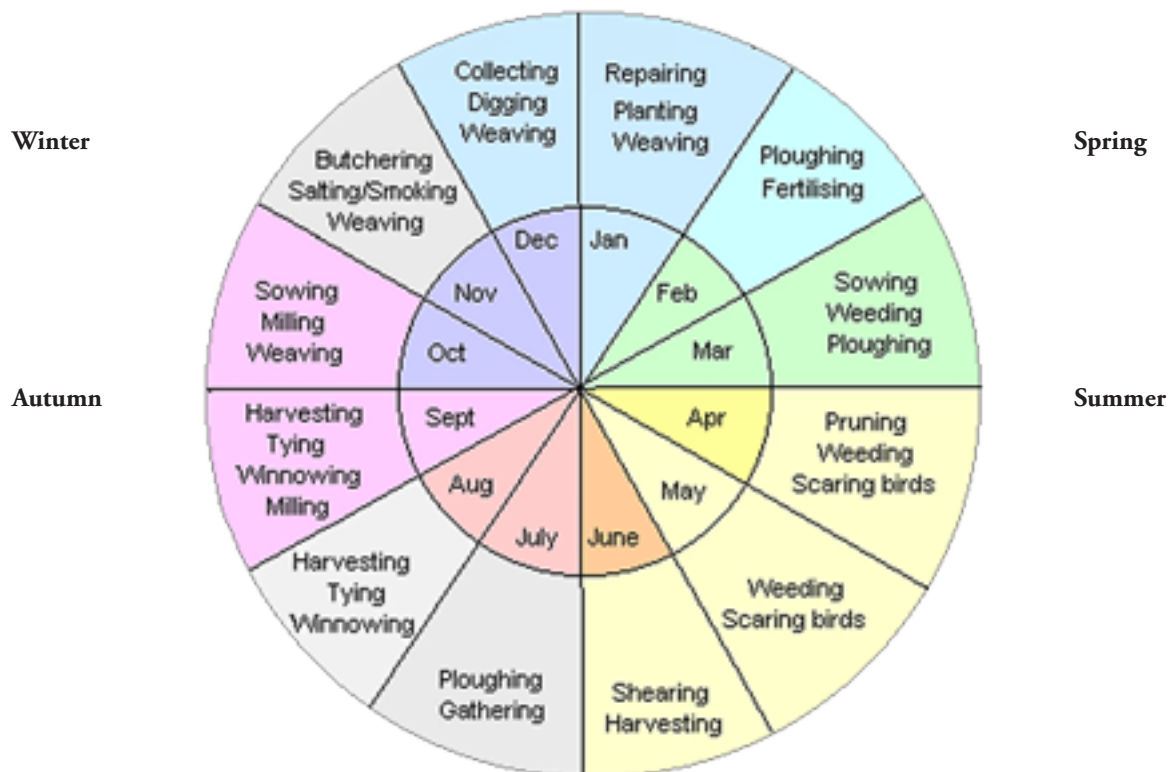 Winter
Spring
Autumn
Summer
Collecting
Digging
Weaving
Dec
Repairing
Planting
Weaving
Jan
Ploughing
Fertilising
Feb
Sowing
Weeding
Ploughing
Mar
Pruning
Weeding
Scaring birds
Apr
Weeding
Scaring birds
May
Shearing
Harvesting
June
Ploughing
Gathering
July
Harvesting
Tying
Winnowing
Aug
Harvesting
Tying
Winnowing
Milling
Sept
Sowing
Milling
Weaving
Oct
Butchering
Salting/Smoking
Weaving
Nov